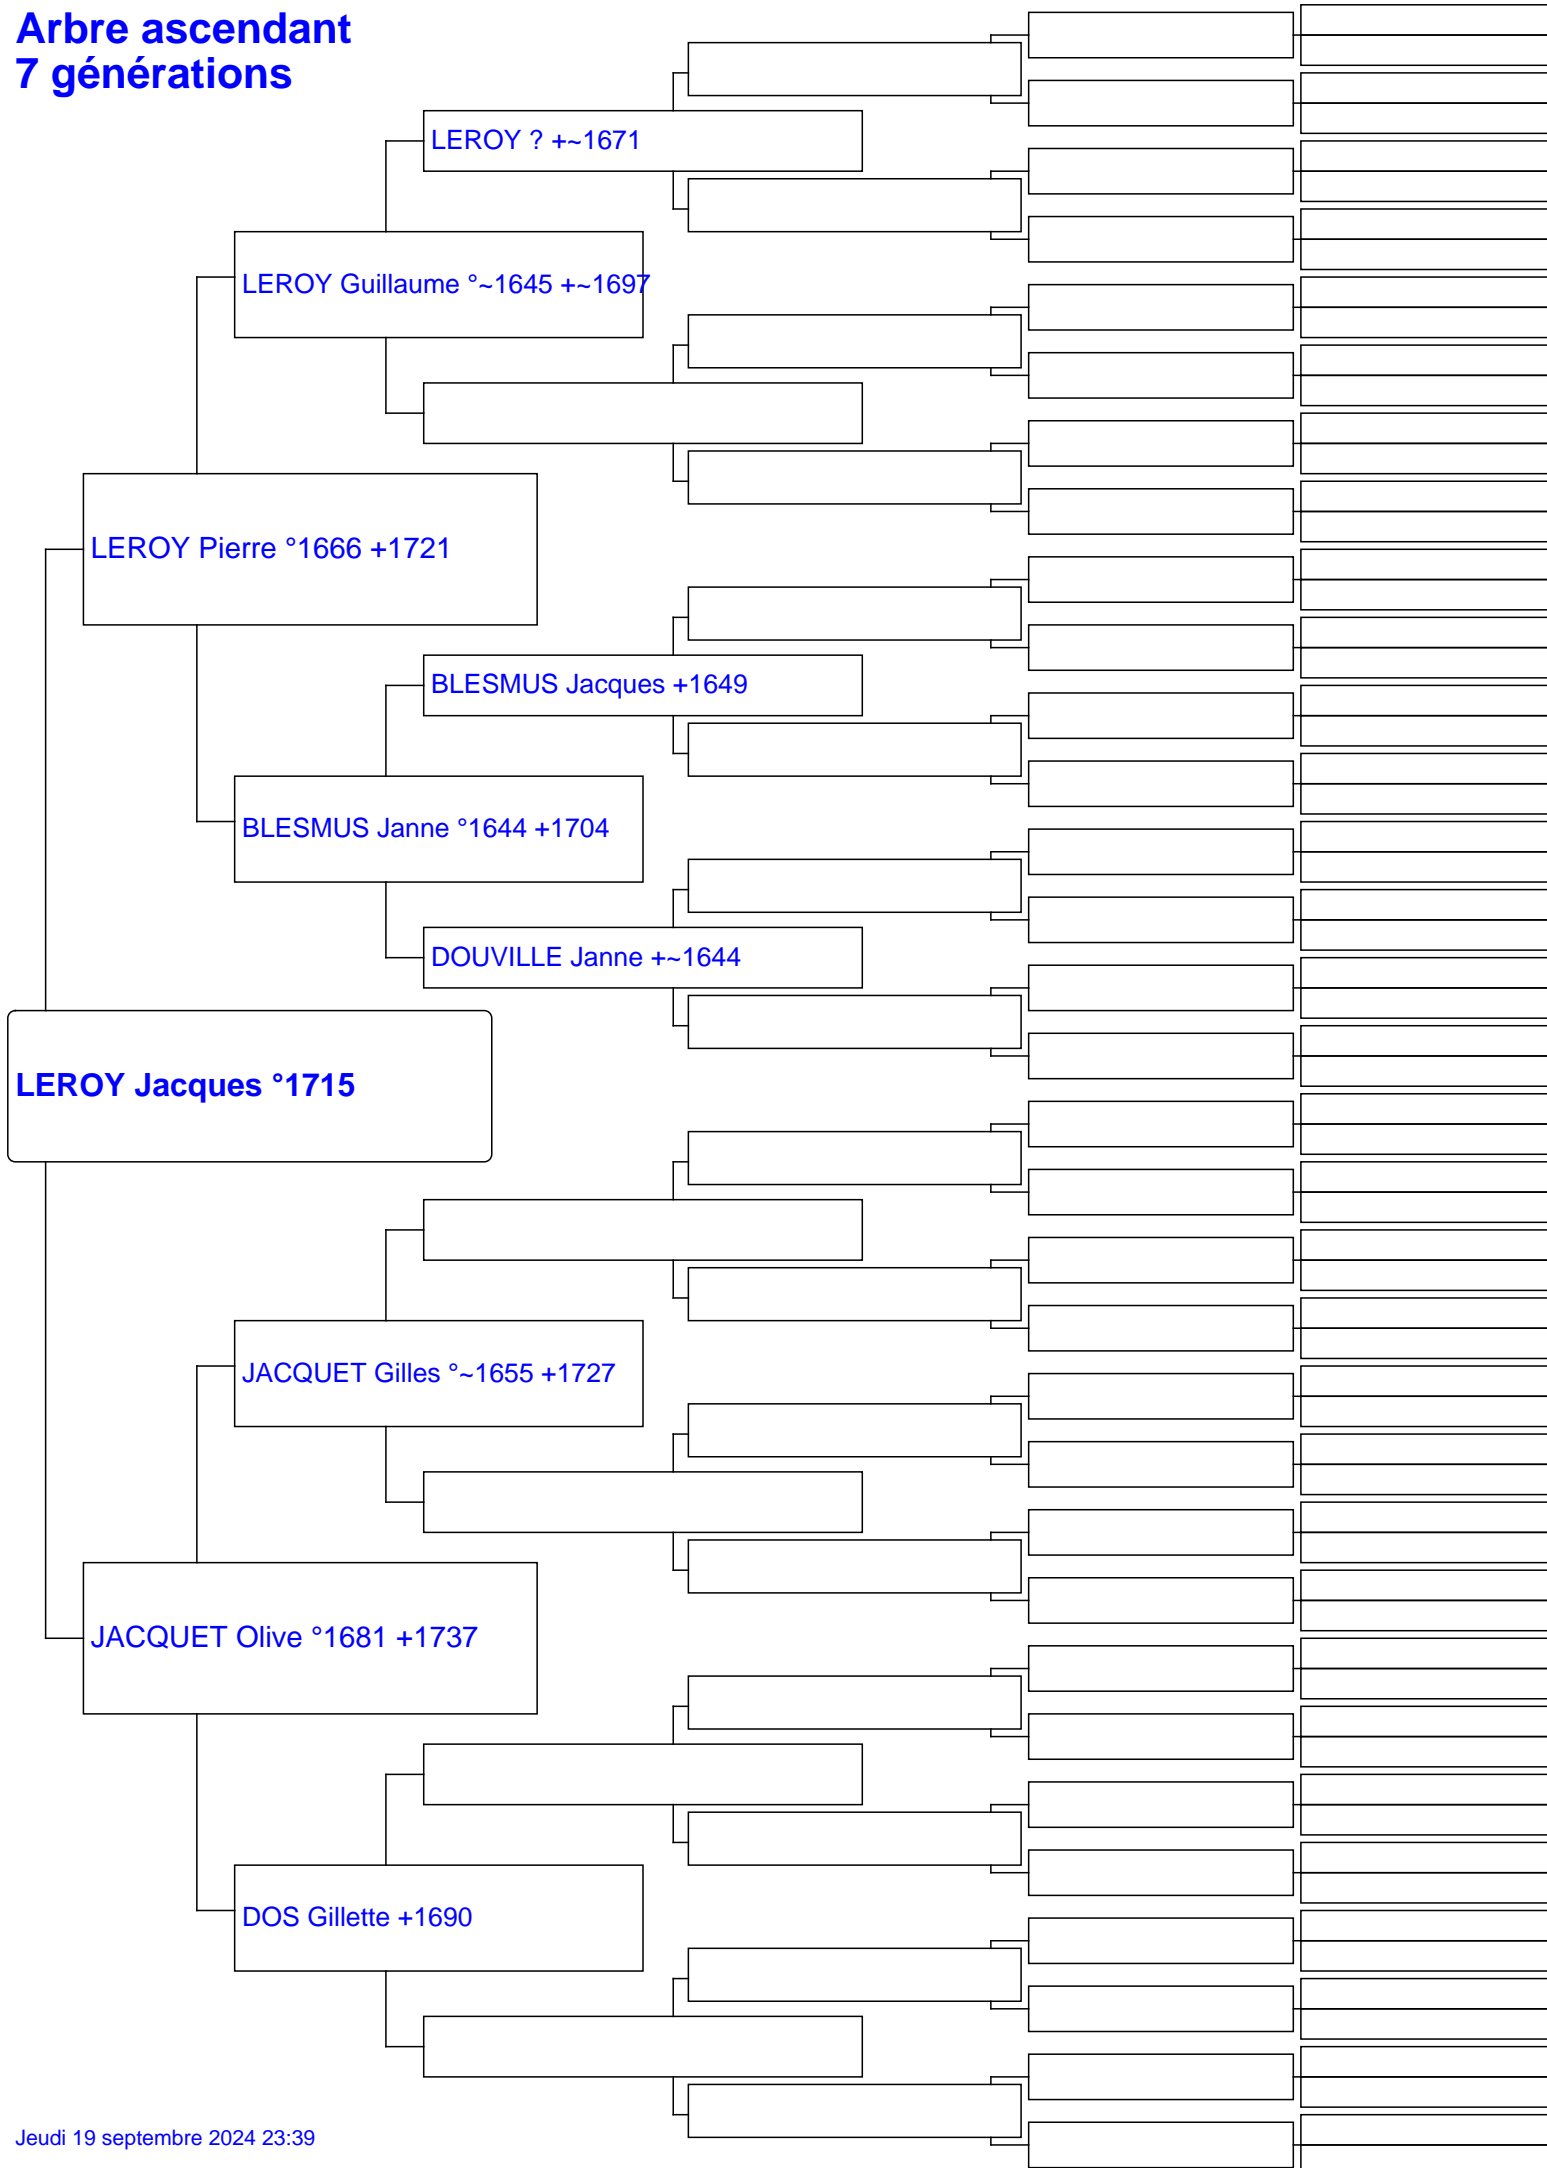 Arbre ascendant
7 générations
LEROY ? +~1671
LEROY Guillaume °~1645 +~1697
LEROY Pierre °1666 +1721
BLESMUS Jacques +1649
BLESMUS Janne °1644 +1704
DOUVILLE Janne +~1644
LEROY Jacques °1715
JACQUET Gilles °~1655 +1727
JACQUET Olive °1681 +1737
DOS Gillette +1690
Jeudi 19 septembre 2024 23:39